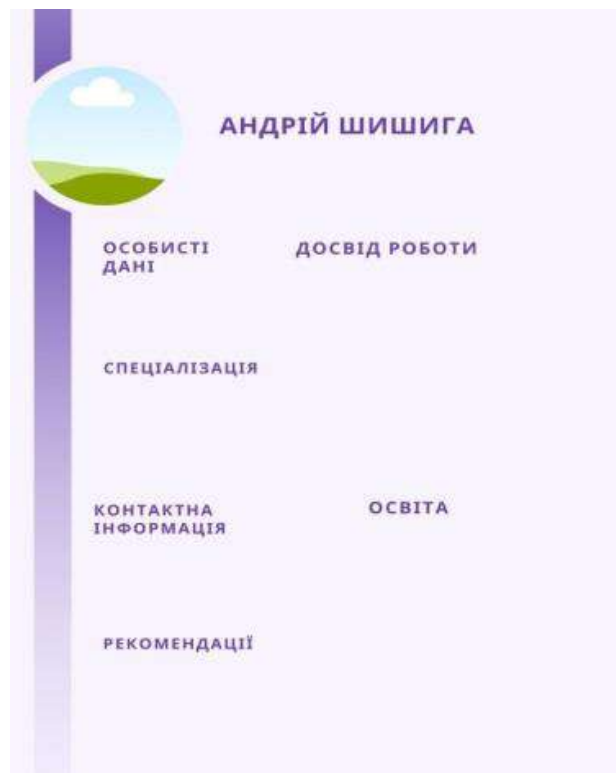 АНДРІЙ ШИШИГА
ОСОБИСТІ
ДАНІ
ДОСВІД РОБОТИ
СПЕЦІАЛІЗАЦІЯ
КОНТАКТНА
ІНФОРМАЦІЯ
ОСВІТА
РЕКОМЕНДАЦІЇ